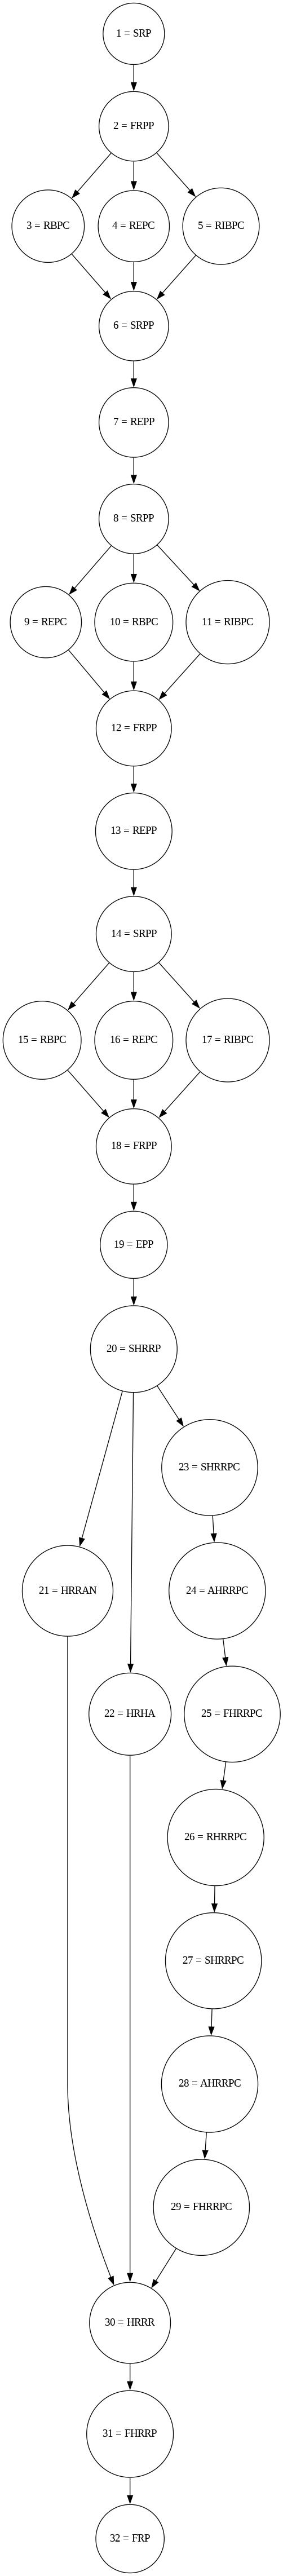 1 = SRP
2 = FRPP
3 = RBPC
4 = REPC
5 = RIBPC
6 = SRPP
7 = REPP
8 = SRPP
9 = REPC
10 = RBPC
11 = RIBPC
12 = FRPP
13 = REPP
14 = SRPP
15 = RBPC
16 = REPC
17 = RIBPC
18 = FRPP
19 = EPP
20 = SHRRP
23 = SHRRPC
21 = HRRAN
24 = AHRRPC
22 = HRHA
25 = FHRRPC
26 = RHRRPC
27 = SHRRPC
28 = AHRRPC
29 = FHRRPC
30 = HRRR
31 = FHRRP
32 = FRP